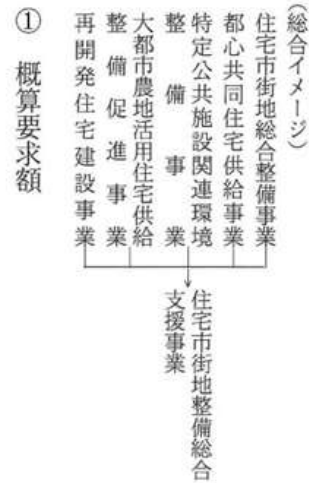 （総合イメージ）
住宅市街地総合整備事業
都心共同住宅供給事業
特定公共施設関連環境
整備事業
大都市農地活用住宅供給
整備促進事業
再開発住宅建設事業
住宅市街地整備総合
支援事業
① 概算要求額